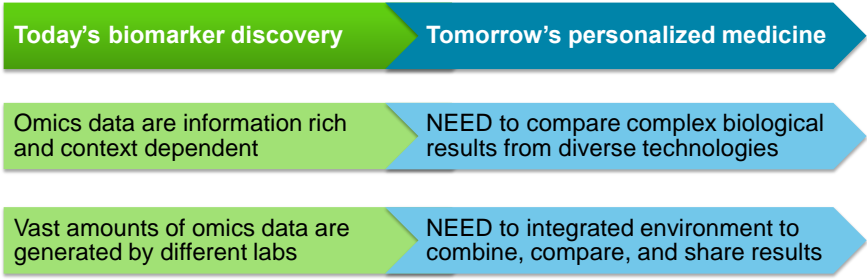 Today's biomarker discovery
Tomorrow's personalized medicine
Omics data are information rich
and context dependent
NEED to compare complex biological
results from diverse technologies
Vast amounts of omics data are
generated by different labs
NEED to integrated environment to
combine, compare, and share results